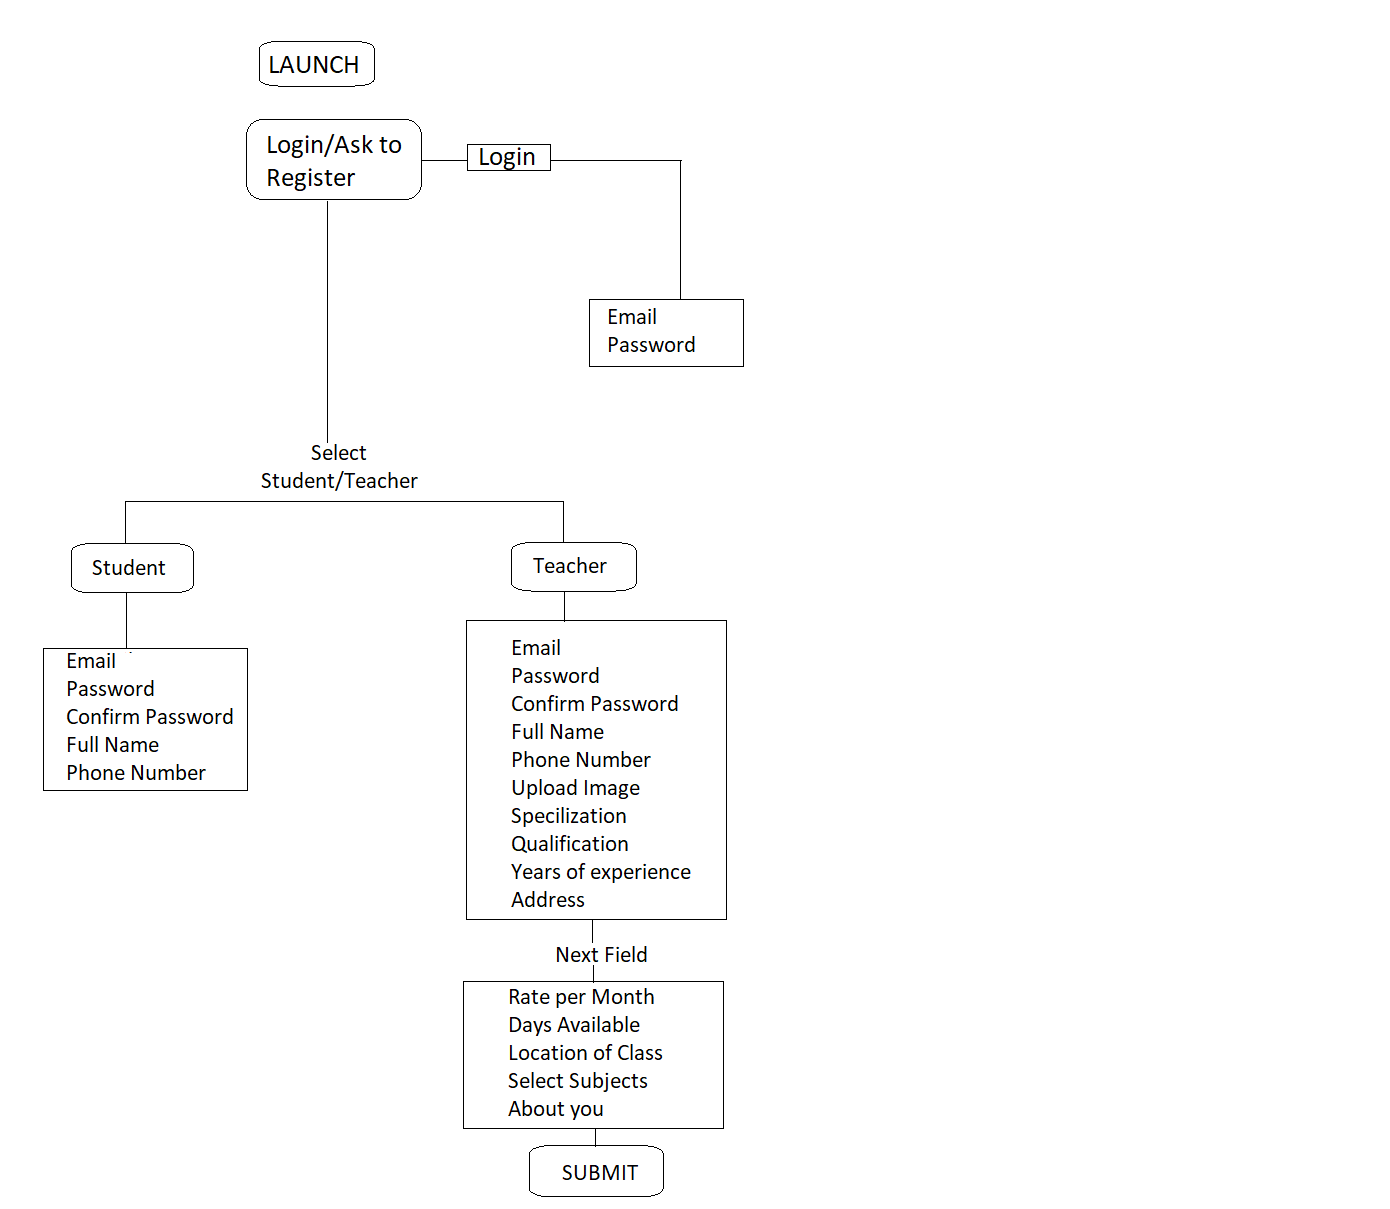 LAUNCH
Login/Ask to
Register
Login
Email
Password
Select
Student/Teacher
Student
Teacher
Email
Password
Confirm Password
Full Name
Phone Number
Email
Password
Confirm Password
Full Name
Phone Number
Upload Image
Specilization
Qualification
Years of experience
Address
Next Field
Rate per Month
Days Available
Location of Class
Select Subjects
About you
SUBMIT